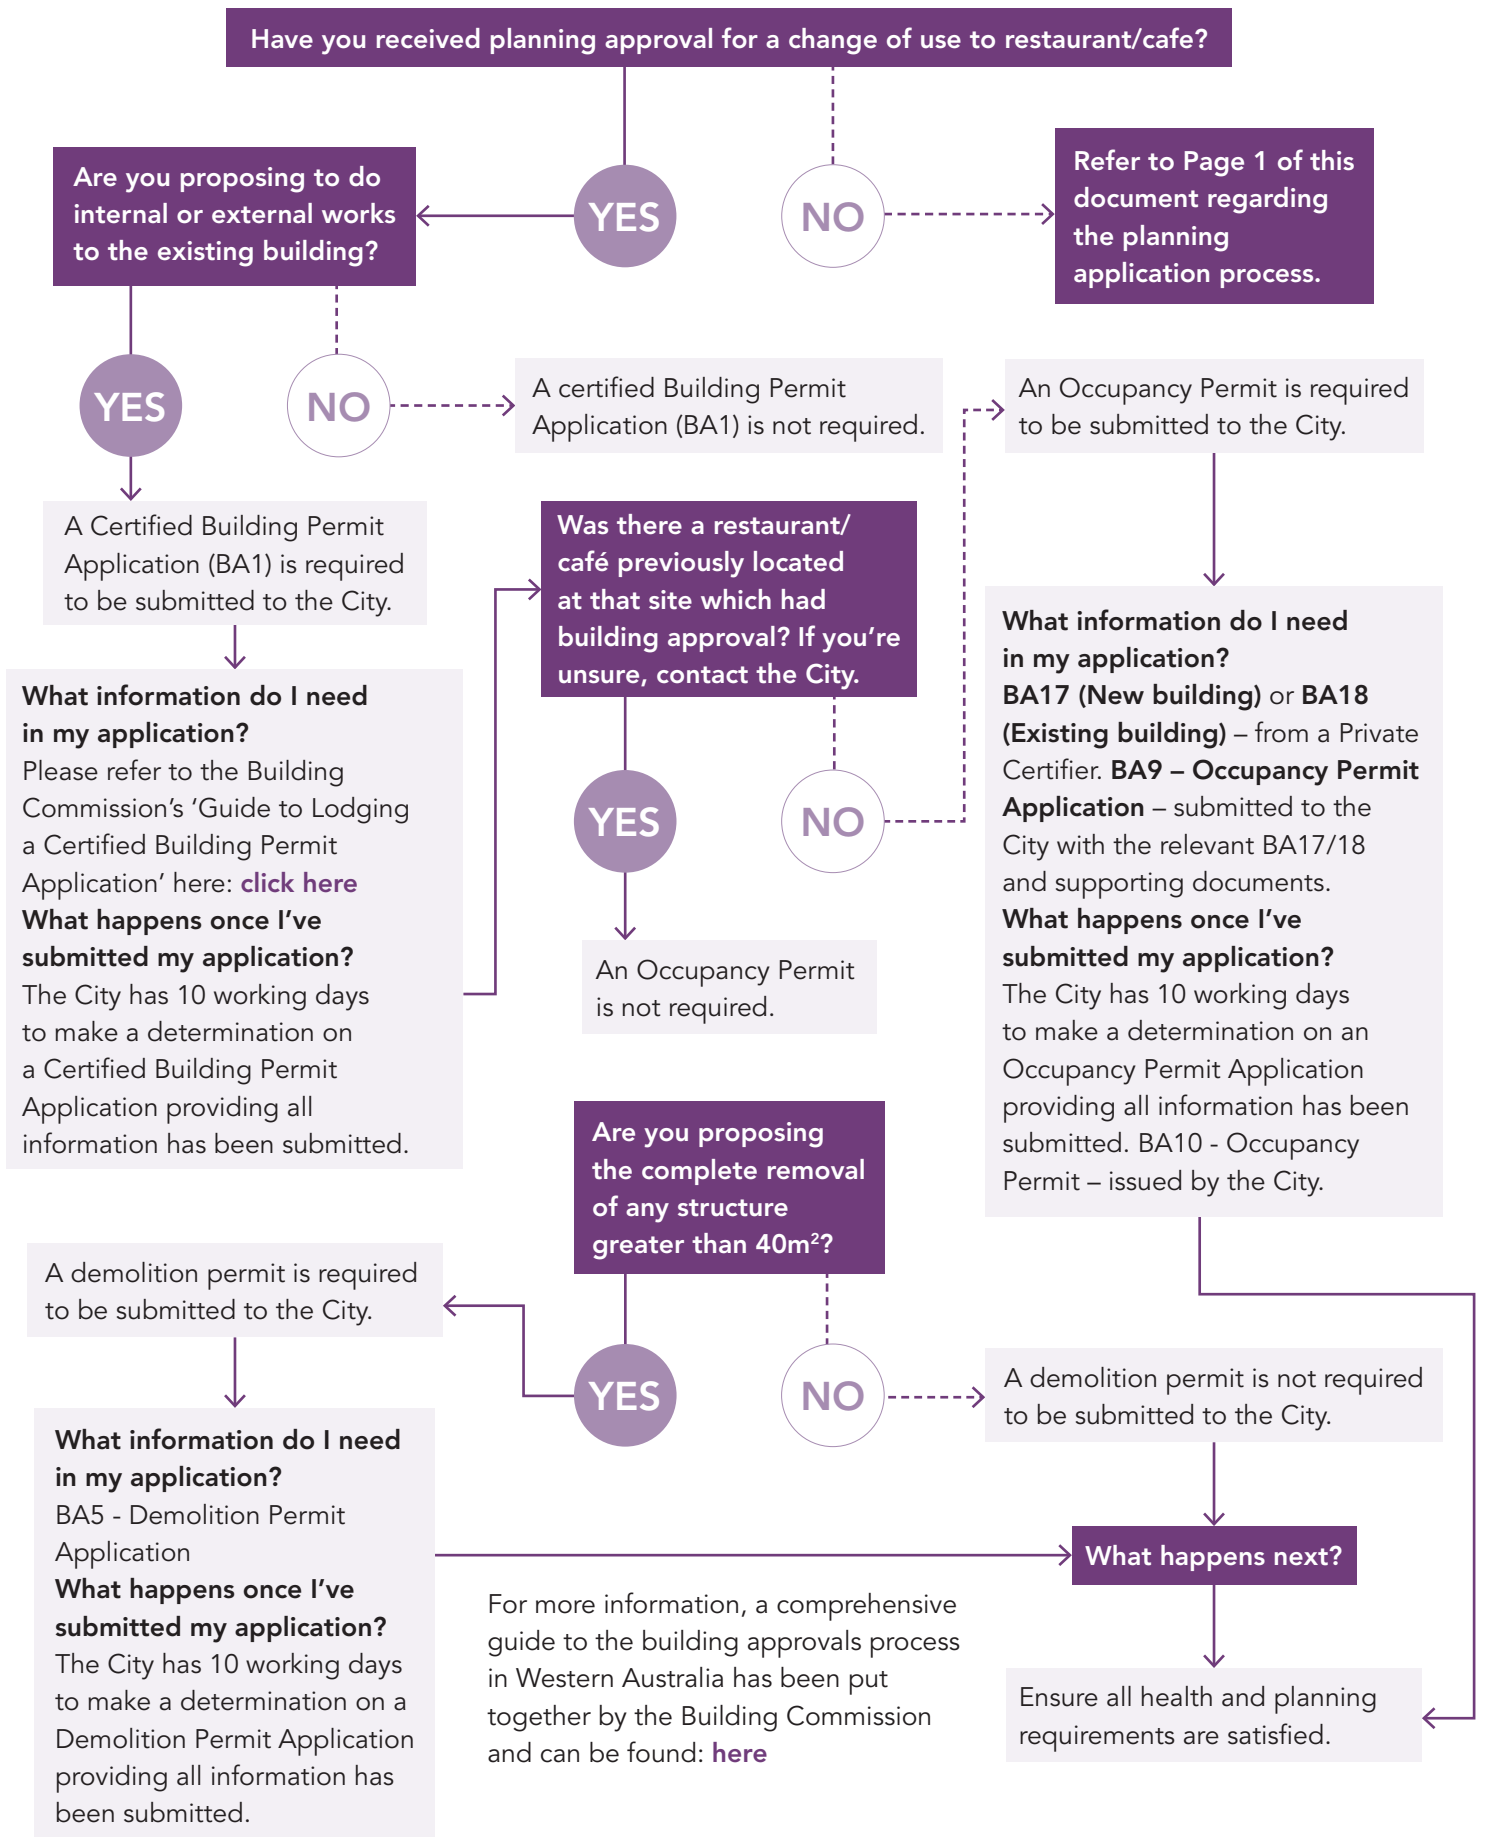 Have you received planning approval for a change of use to restaurant/cafe?
YES
NO
Refer to Page 1 of this
document regarding
the planning
application process.
Are you proposing to do
internal or external works
to the existing building?
YES
NO
A certified Building Permit
Application (BA1) is not required.
A Certified Building Permit
Application (BA1) is required
to be submitted to the City.
What information do I need
in my application?
Please refer to the Building
Commission's ‘Guide to Lodging
a Certified Building Permit
Application’ here: click here
What happens once I’ve
submitted my application?
The City has 10 working days
to make a determination on
a Certified Building Permit
Application providing all
information has been submitted.
Was there a restaurant/
café previously located
at that site which had
building approval? If you’re
unsure, contact the City.
YES
NO
An Occupancy Permit
is not required.
An Occupancy Permit is required
to be submitted to the City.
What information do I need
in my application?
BA17 (New building) or BA18
(Existing building) – from a Private
Certifier. BA9 – Occupancy Permit
Application – submitted to the
City with the relevant BA17/18
and supporting documents.
What happens once I’ve
submitted my application?
The City has 10 working days
to make a determination on an
Occupancy Permit Application
providing all information has been
submitted. BA10 - Occupancy
Permit – issued by the City.
Are you proposing
the complete removal
of any structure
greater than 40m²?
YES
NO
A demolition permit is required
to be submitted to the City.
What information do I need
in my application?
BA5 - Demolition Permit
Application
What happens once I’ve
submitted my application?
The City has 10 working days
to make a determination on a
Demolition Permit Application
providing all information has
been submitted.
A demolition permit is not required
to be submitted to the City.
What happens next?
Ensure all health and planning
requirements are satisfied.
For more information, a comprehensive
guide to the building approvals process
in Western Australia has been put
together by the Building Commission
and can be found: here